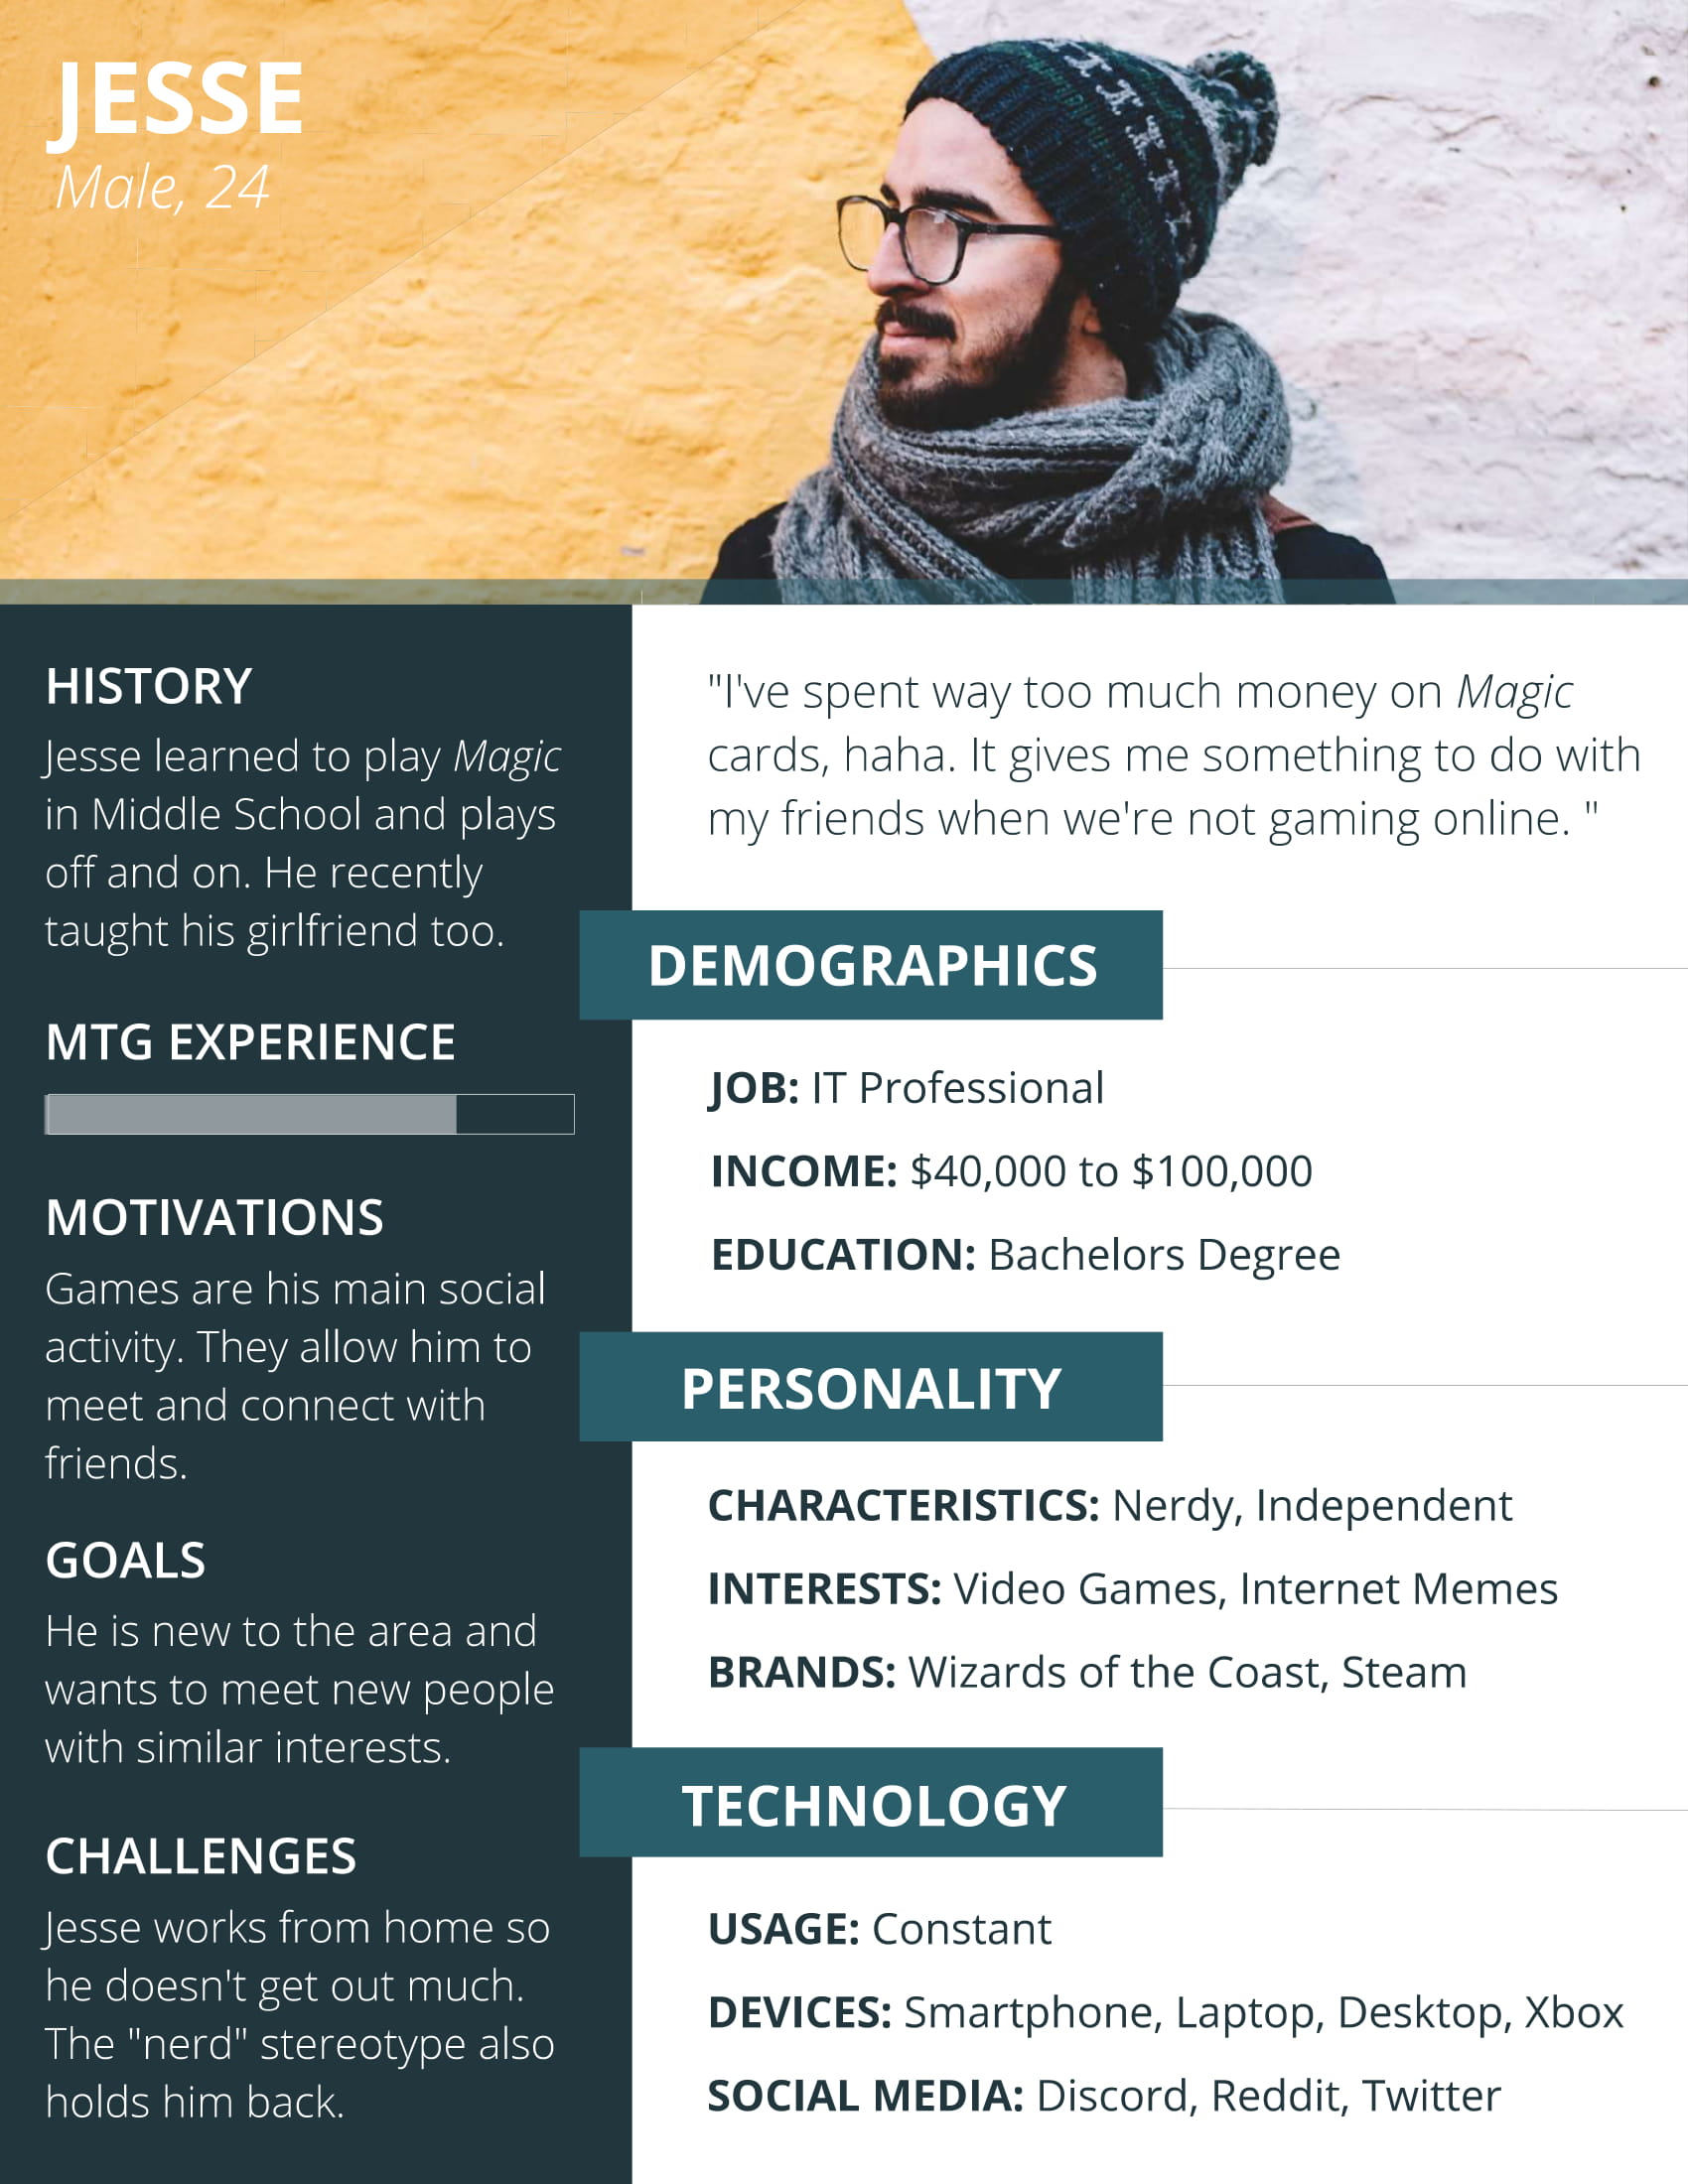 JESSE
Male, 24
HISTORY
Jesse learned to play Magic
in Middle School and plays
off and on. He recently
taught his girlfriend too.
MTG EXPERIENCE
MOTIVATIONS
Games are his main social
activity. They allow him to
meet and connect with
friends.
GOALS
He is new to the area and
wants to meet new people
with similar interests.
CHALLENGES
Jesse works from home so
he doesn't get out much.
The "nerd" stereotype also
holds him back.
"I've spent way too much money on Magic
cards, haha. It gives me something to do with
my friends when we're not gaming online. "
DEMOGRAPHICS
JOB: IT Professional
INCOME: $40,000 to $100,000
EDUCATION: Bachelors Degree
PERSONALITY
CHARACTERISTICS: Nerdy, Independent
INTERESTS: Video Games, Internet Memes
BRANDS: Wizards of the Coast, Steam
TECHNOLOGY
USAGE: Constant
DEVICES: Smartphone, Laptop, Desktop, Xbox
SOCIAL MEDIA: Discord, Reddit, Twitter